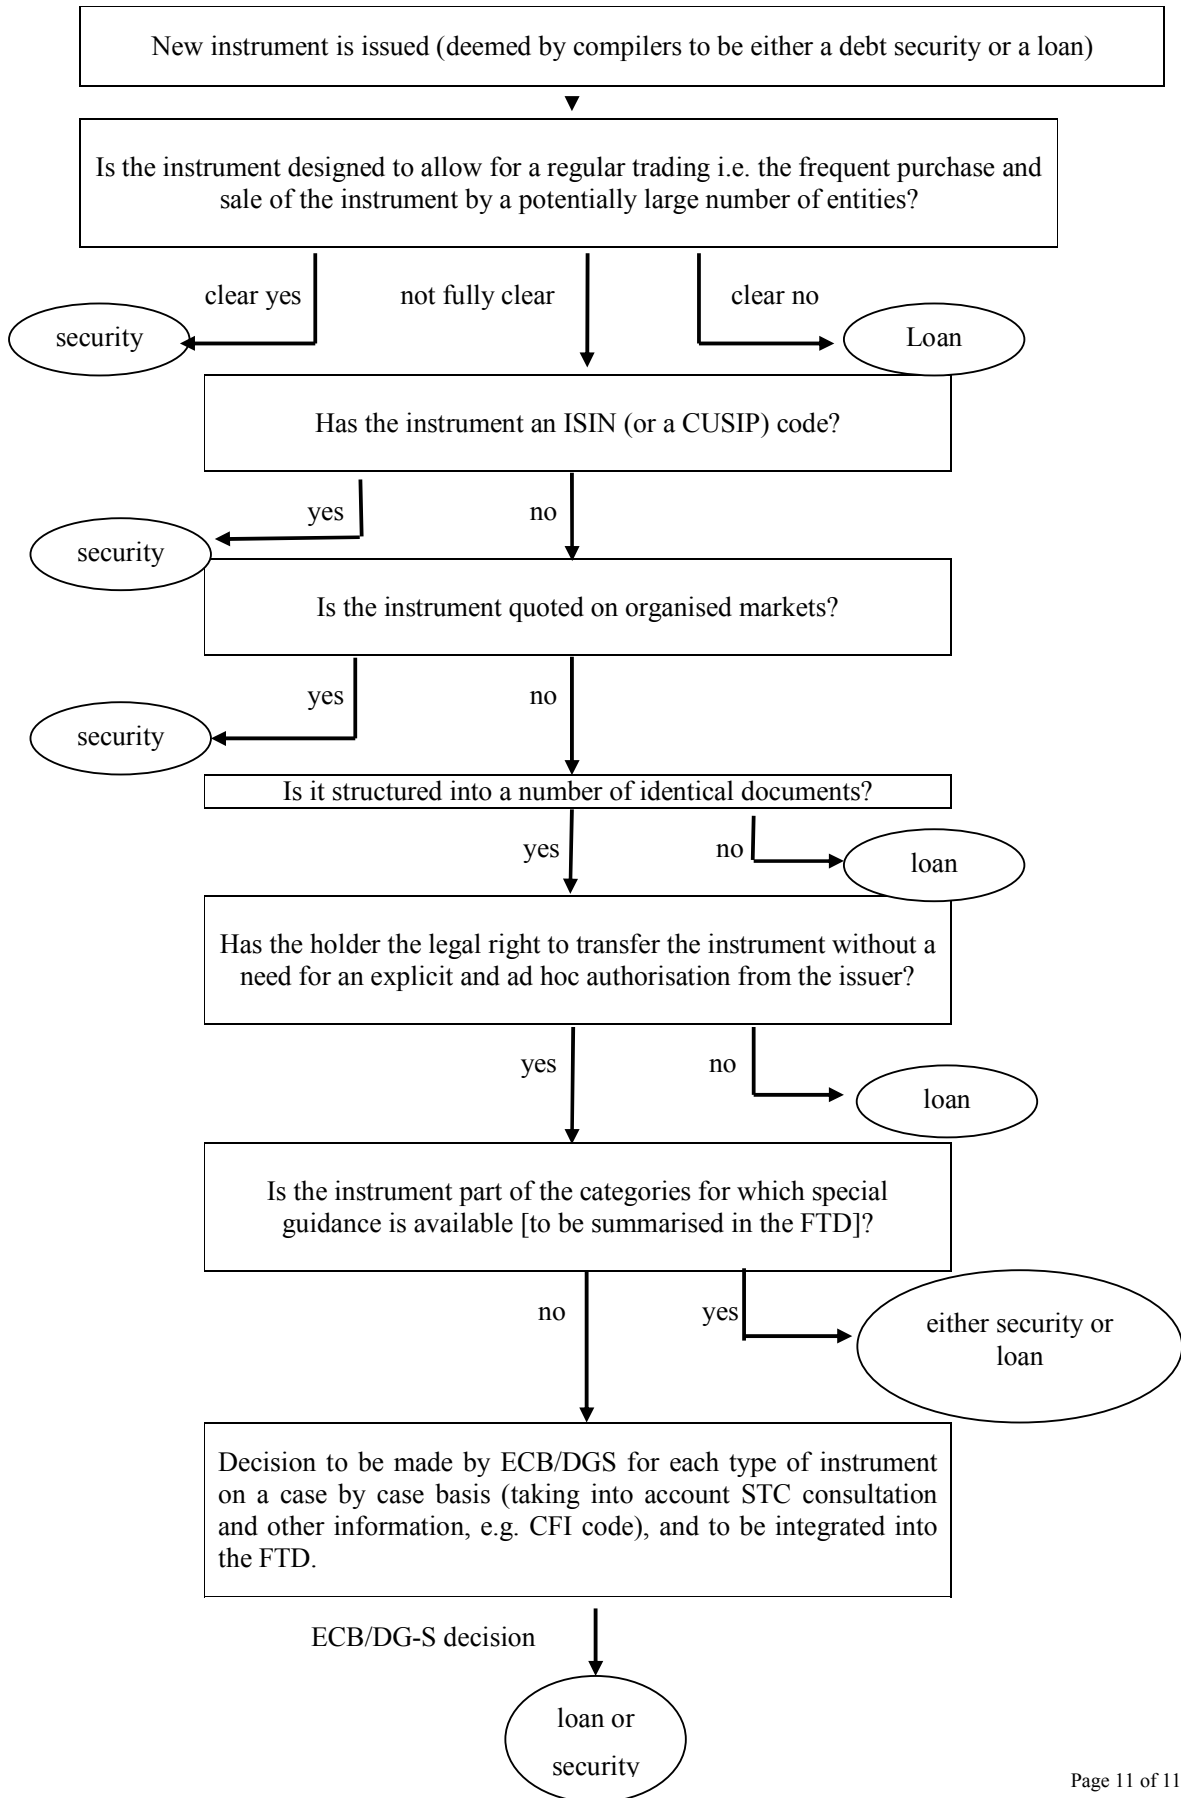 New instrument is issued (deemed by compilers to be either a debt security or a loan)
Is the instrument designed to allow for a regular trading i.e. the frequent purchase and
sale of the instrument by a potentially large number of entities?
clear yes
not fully clear
clear no
security
Loan
Has the instrument an ISIN (or a CUSIP) code?
yes
no
security
Is the instrument quoted on organised markets?
yes
no
security
Is it structured into a number of identical documents?
yes
no
loan
Has the holder the legal right to transfer the instrument without a
need for an explicit and ad hoc authorisation from the issuer?
yes
no
loan
Is the instrument part of the categories for which special
guidance is available [to be summarised in the FTD]?
no
yes
either security or
loan
Decision to be made by ECB/DGS for each type of instrument
on a case by case basis (taking into account STC consultation
and other information, e.g. CFI code), and to be integrated into
the FTD.
ECB/DG-S decision
loan or
security
Page 11 of 11